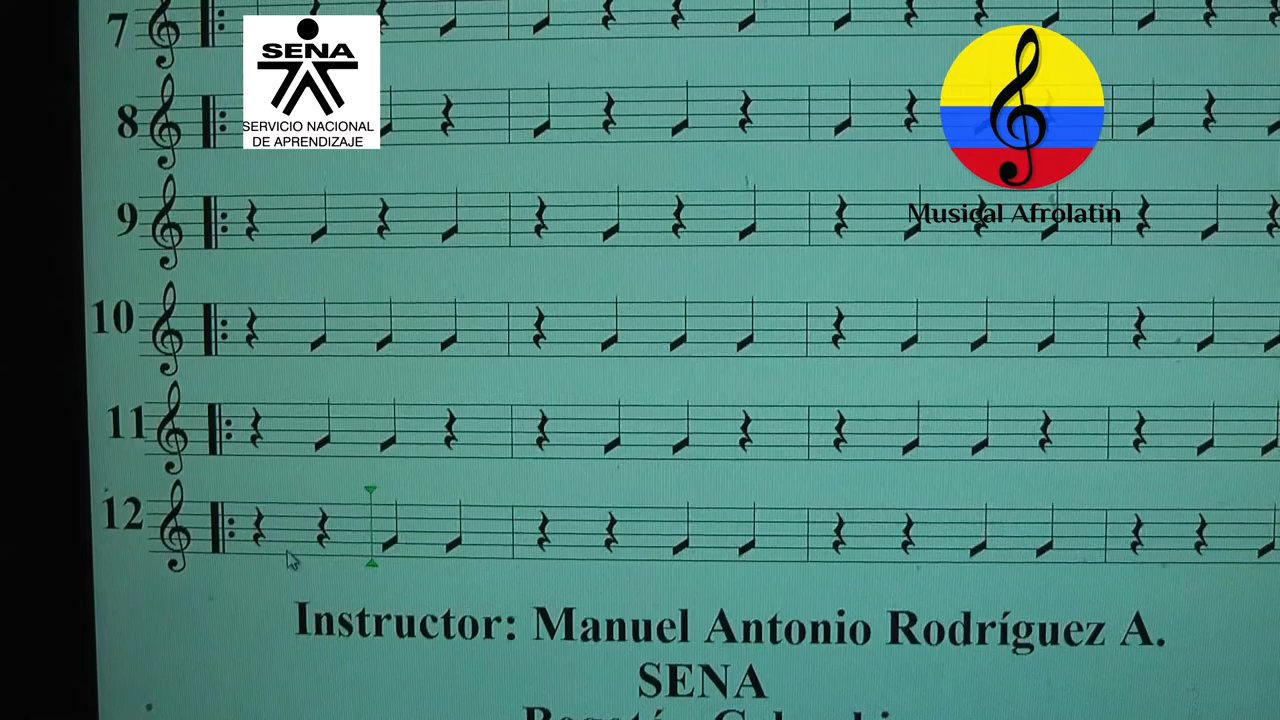 7
SENA
SERVICIO NACIONAL
DE APRENDIZAJE
8
9
Musical Afrolatin
10
11
12
Instructor: Manuel Antonio Rodríguez A.
SENA